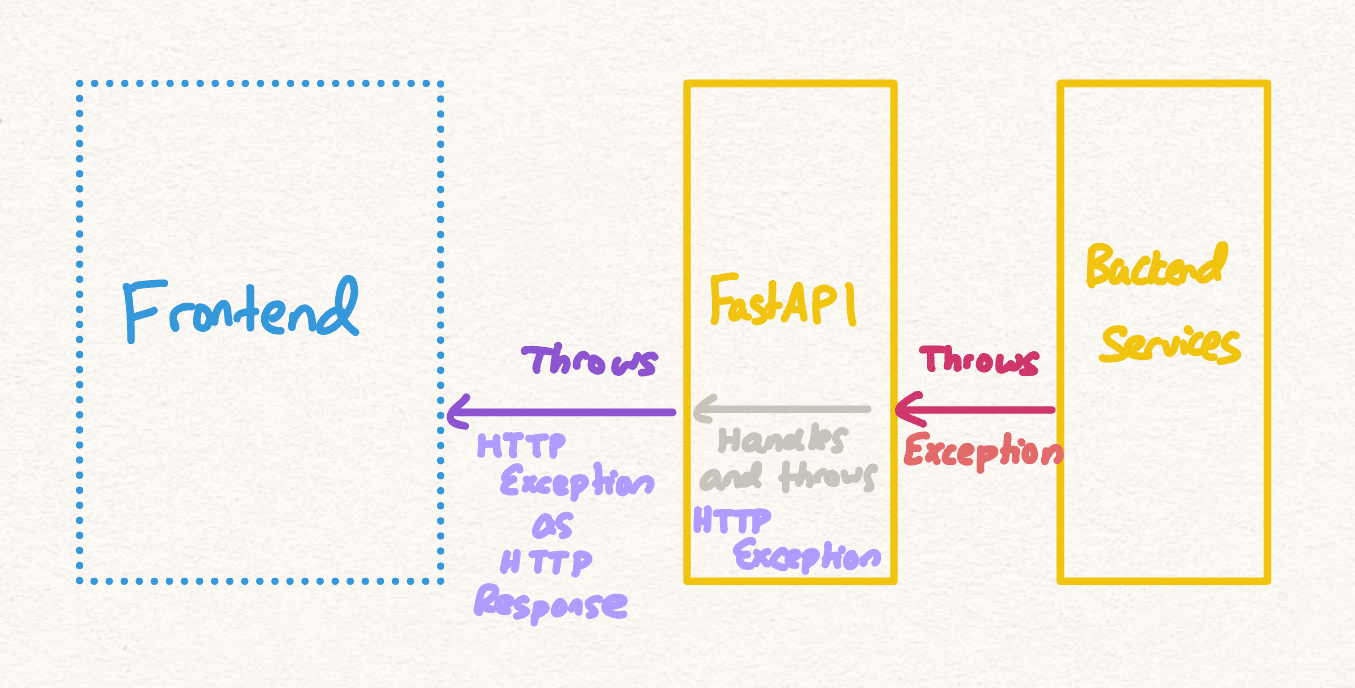 Frontend
Throws
HTTP
Exception
as
HTTP
Response
FastAPI
Handles
and throws
HTTP
Exception
Throws
Exception
Backend
Services